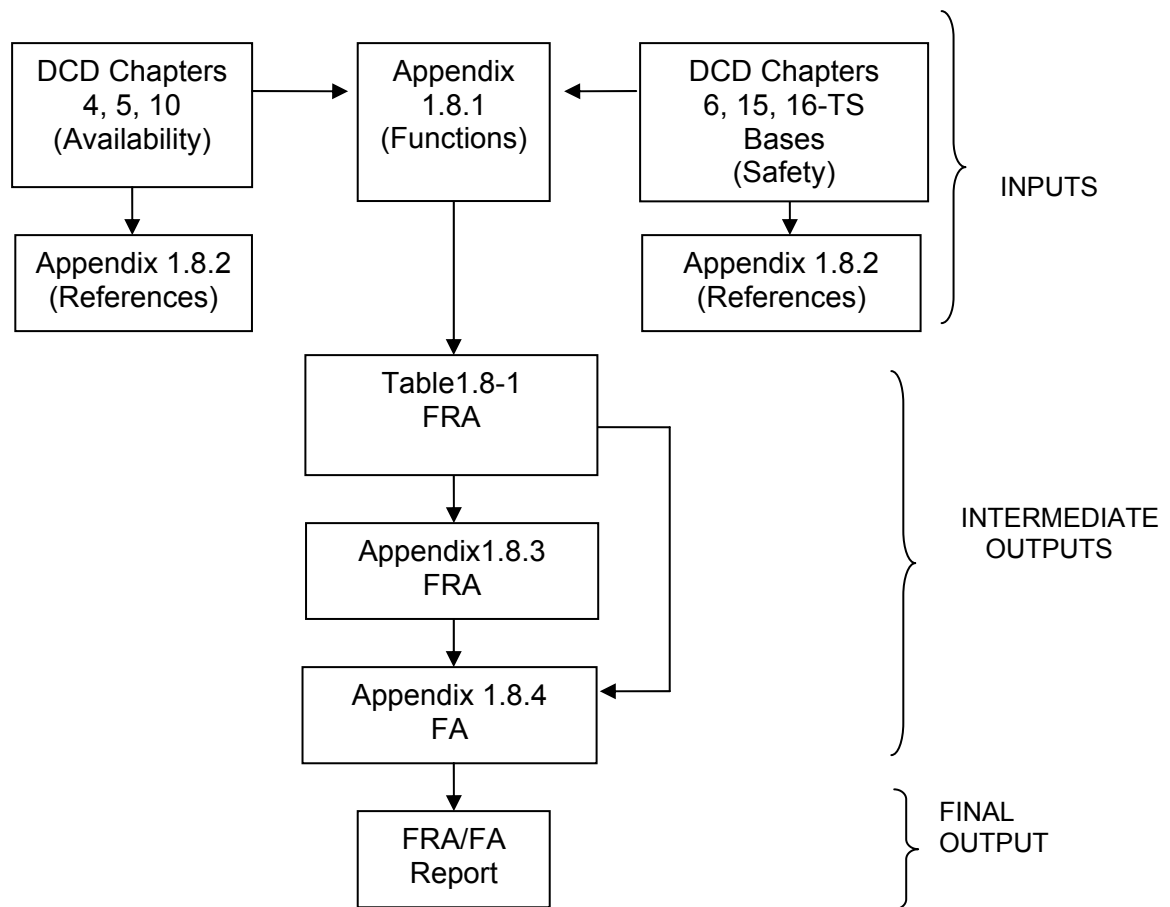 DCD Chapters
4, 5, 10
(Availability)
Appendix
1.8.1
(Functions)
DCD Chapters
6, 15, 16-TS
Bases
(Safety)
INPUTS
Appendix 1.8.2
(References)
Appendix 1.8.2
(References)
Table1.8-1
FRA
Appendix1.8.3
FRA
Appendix 1.8.4
FA
INTERMEDIATE
OUTPUTS
FRA/FA
Report
FINAL
OUTPUT